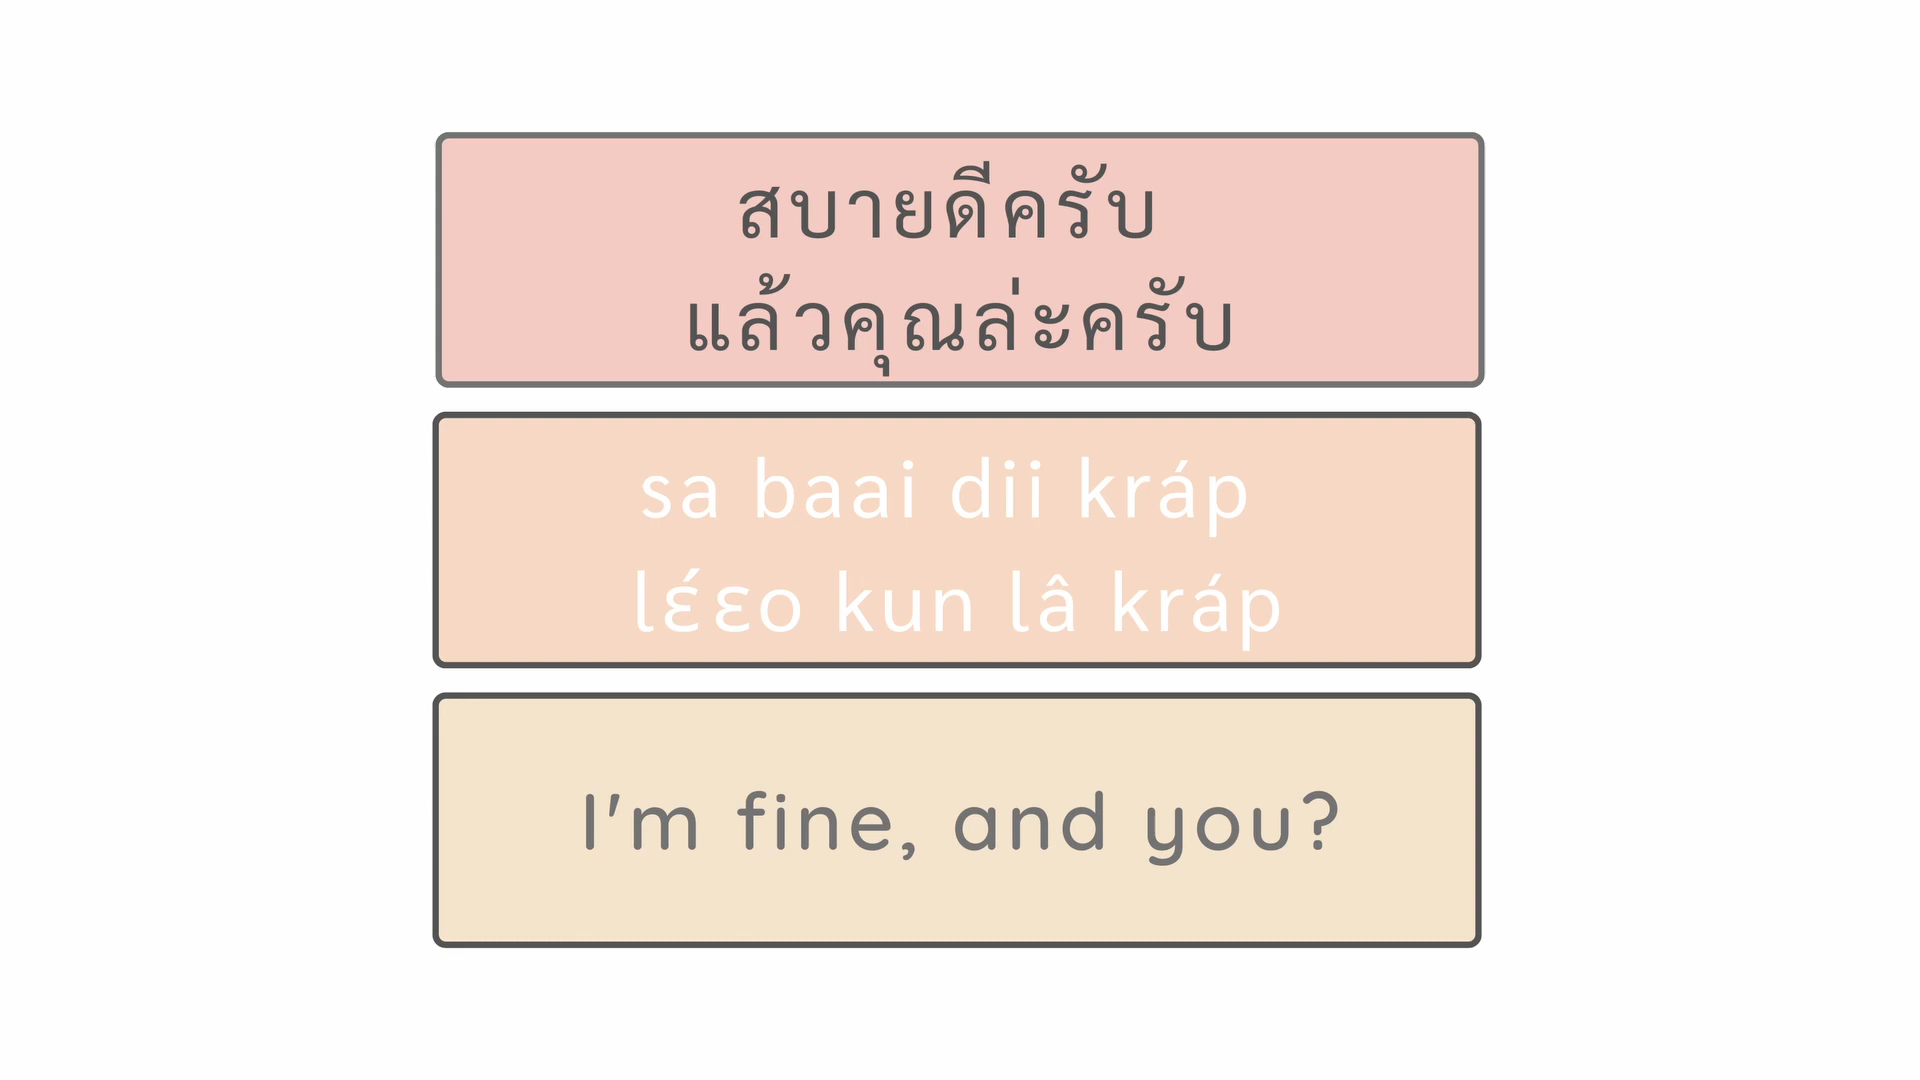 สบายดีครับ
แล้วคุณล่ะครับ
sa baai dii kráp
lɛ́ɛo kun lâ kráp
I'm fine, and you?